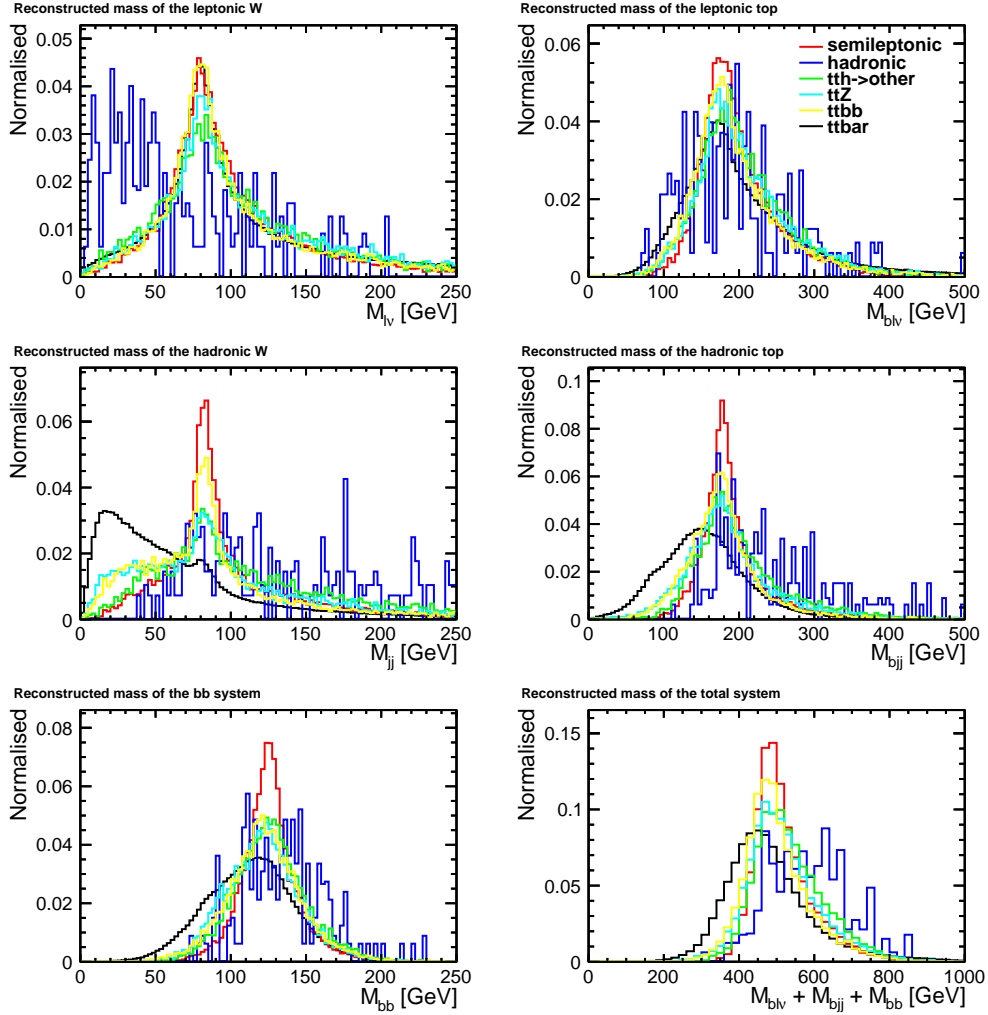 Reconstructed mass of the leptonic W
Normalised
0.05
0.04
0.03
0.02
0.01
0
0 50 100 150 200 250
M_lν [GeV]
Reconstructed mass of the leptonic top
Normalised
0.06
0.04
0.02
0
0 100 200 300 400 500
M_blν [GeV]
semileptonic
hadronic
tth->other
ttZ
ttbb
ttbar
Reconstructed mass of the hadronic W
Normalised
0.06
0.04
0.02
0
0 50 100 150 200 250
M_jj [GeV]
Reconstructed mass of the hadronic top
Normalised
0.1
0.08
0.06
0.04
0.02
0
0 100 200 300 400 500
M_bjj [GeV]
Reconstructed mass of the bb system
Normalised
0.08
0.06
0.04
0.02
0
0 50 100 150 200 250
M_bb [GeV]
Reconstructed mass of the total system
Normalised
0.15
0.1
0.05
0
0 200 400 600 800 1000
M_blν + M_bjj + M_bb [GeV]